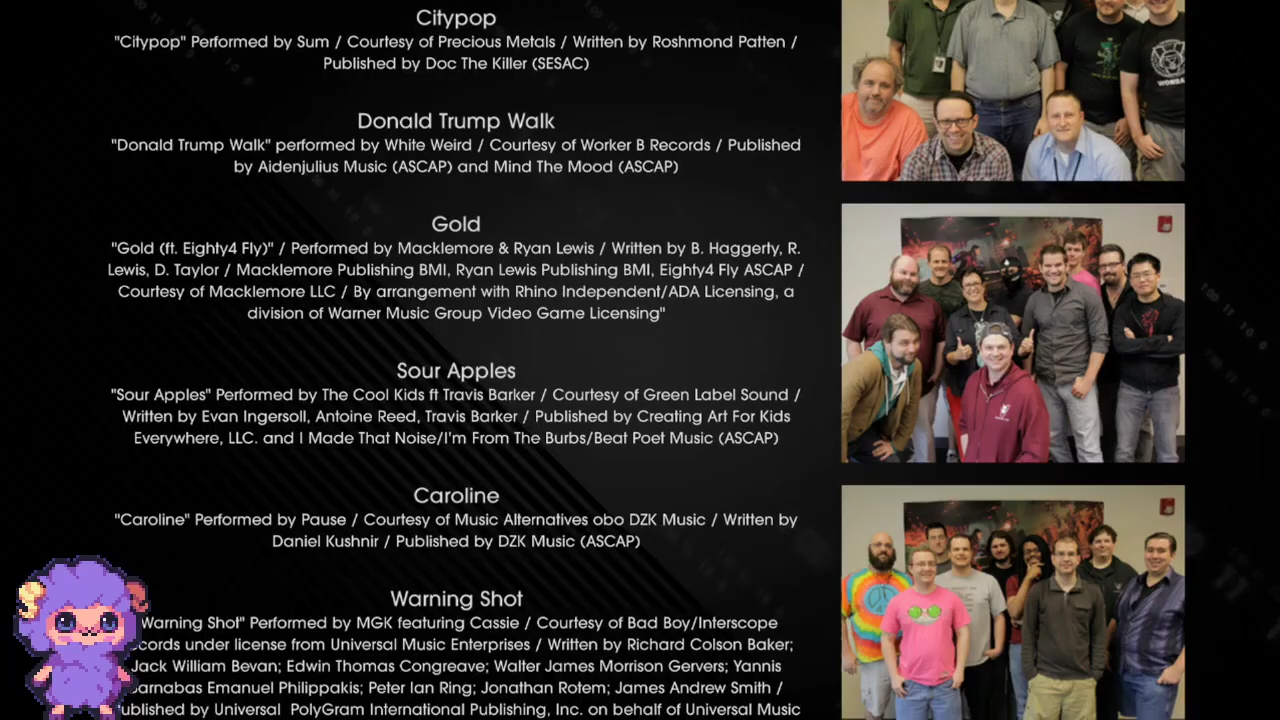 Citypop
"Citypop" Performed by Sum / Courtesy of Precious Metals / Written by Roshmond Patten /
Published by Doc The Killer (SESAC)
Donald Trump Walk
"Donald Trump Walk" performed by White Weird / Courtesy of Worker B Records / Published
by Aidenjulius Music (ASCAP) and Mind The Mood (ASCAP)
Gold
"Gold (ft. Eighty4 Fly)" / Performed by Macklemore & Ryan Lewis / Written by B. Haggerty, R.
Lewis, D. Taylor / Macklemore Publishing BMI, Ryan Lewis Publishing BMI, Eighty4 Fly ASCAP /
Courtesy of Macklemore LLC / By arrangement with Rhino Independent/ADA Licensing, a
division of Warner Music Group Video Game Licensing"
Sour Apples
"Sour Apples" Performed by The Cool Kids ft Travis Barker / Courtesy of Green Label Sound /
Written by Evan Ingersoll, Antoine Reed, Travis Barker / Published by Creating Art For Kids
Everywhere, LLC. and I Made That Noise/I'm From The Burbs/Beat Poet Music (ASCAP)
Caroline
"Caroline" Performed by Pause / Courtesy of Music Alternatives obo DZK Music / Written by
Daniel Kushnir / Published by DZK Music (ASCAP)
Warning Shot
Warning Shot" Performed by MGK featuring Cassie / Courtesy of Bad Boy/Interscope
cords under license from Universal Music Enterprises / Written by Richard Colson Baker;
Jack William Bevan; Edwin Thomas Congreave; Walter James Morrison Gervers; Yannis
arnabas Emanuel Philippakis; Peter Ian Ring; Jonathan Rotem; James Andrew Smith /
ublished by Universal PolyGram International Publishing, Inc. on behalf of Universal Music